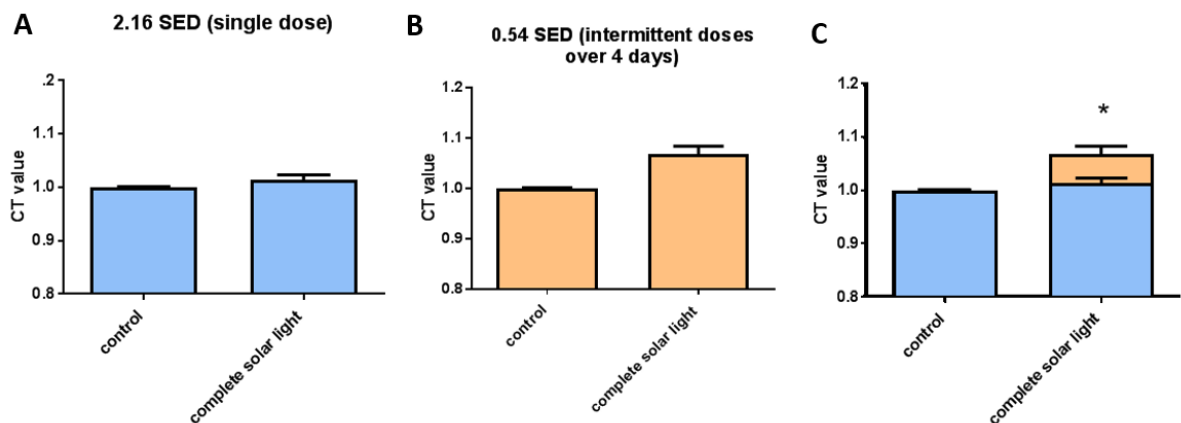 A
2.16 SED (single dose)
CT value
.2
1.1
1.0
0.9
0.8
control
complete solar light
B
0.54 SED (intermittent doses
over 4 days)
CT value
1.2
1.1
1.0
0.9
0.8
control
complete solar light
C
CT value
1.2
1.1
1.0
0.9
0.8
*
control
complete solar light